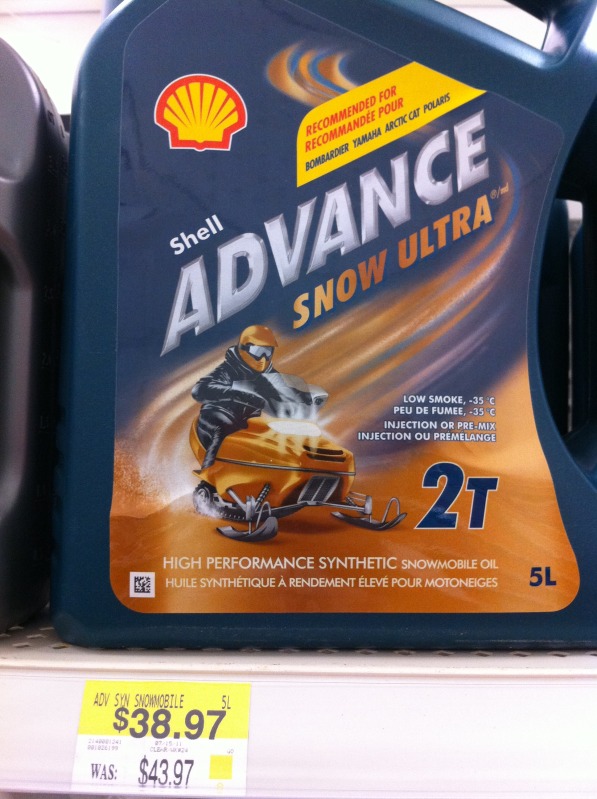 RECOMMENDED FOR
RECOMMANDÉE POUR
BOMBARDIER YAMAHA ARCTIC CAT POLARIS
Shell
ADVANCE
SNOW ULTRA ®/md
LOW SMOKE, -35°C
PEU DE FUMEE, -35°C
INJECTION OR PRE-MIX
INJECTION OU PREMELANGE
2T
HIGH PERFORMANCE SYNTHETIC SNOWMOBILE OIL
HUILE SYNTHÉTIQUE À RENDEMENT ÉLEVÉ POUR MOTONEIGES
5L
ADV SYN SNOWMOBILE 5L
$38.97
WAS: $43.97